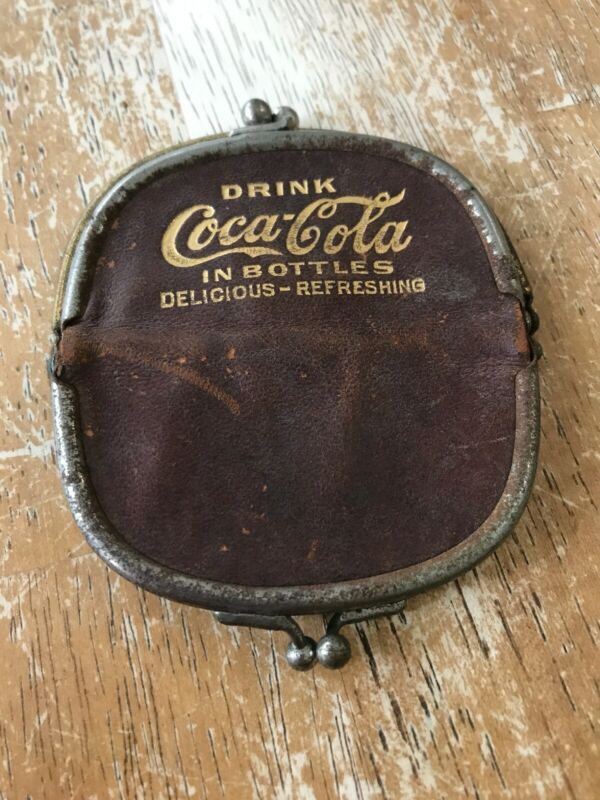 DRINK
Coca-Cola
IN BOTTLES
DELICIOUS-REFRESHING